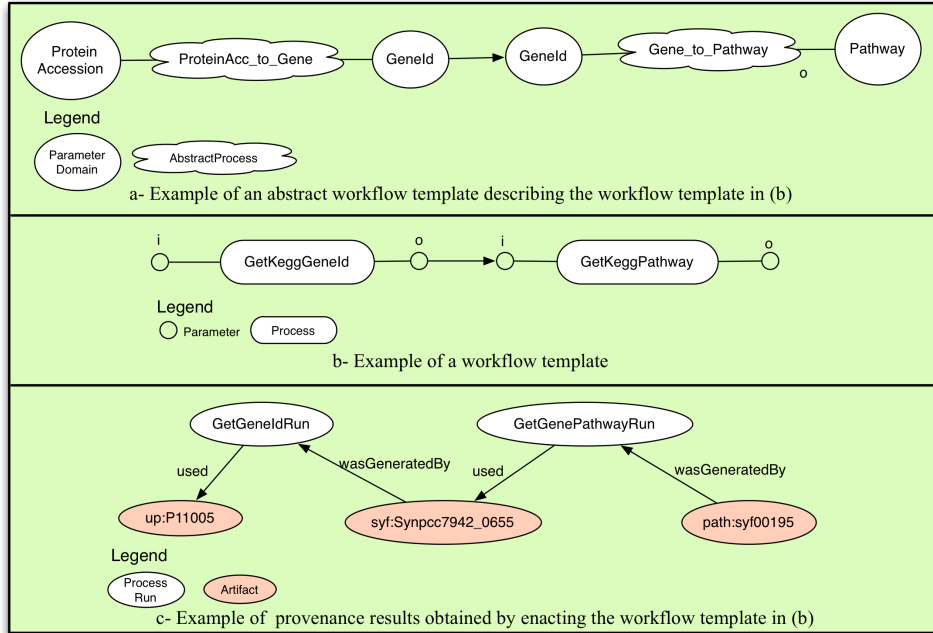 Protein
Accession
ProteinAcc_to_Gene
GeneId
GeneId
Gene_to_Pathway
o
Pathway
Legend
Parameter
Domain
AbstractProcess
a- Example of an abstract workflow template describing the workflow template in (b)
i
GetKeggGeneId
o
i
GetKeggPathway
o
Legend
Parameter
Process
b- Example of a workflow template
GetGeneIdRun
GetGenePathwayRun
used
wasGeneratedBy
used
wasGeneratedBy
up:P11005
syf:Synpcc7942_0655
path:syf00195
Legend
Process
Run
Artifact
c- Example of provenance results obtained by enacting the workflow template in (b)